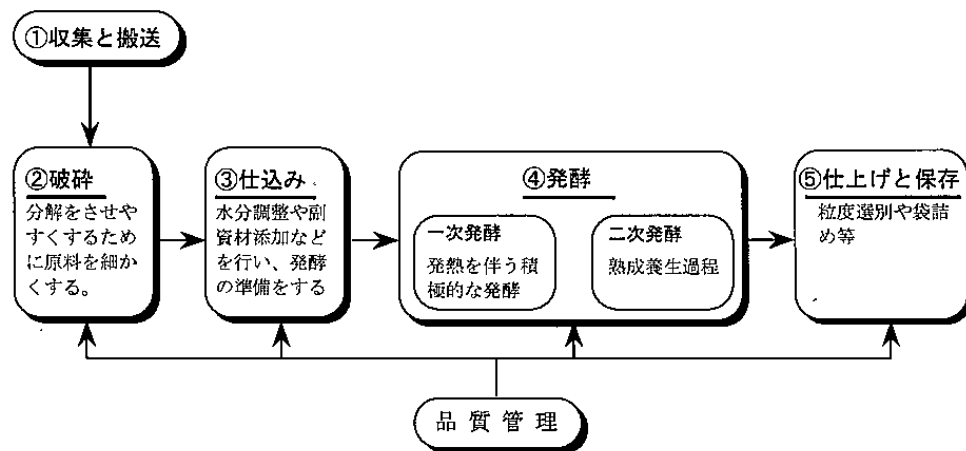 ①収集と搬送
②破砕
分解をさせや
すくするため
に原料を細か
くする。
③仕込み
水分調整や副
資材添加など
を行い、発酵
の準備をする
④発酵
一次発酵
発熱を伴う積
極的な発酵
二次発酵
熟成養生過程
⑤仕上げと保存
粒度選別や袋詰
め等
品質管理